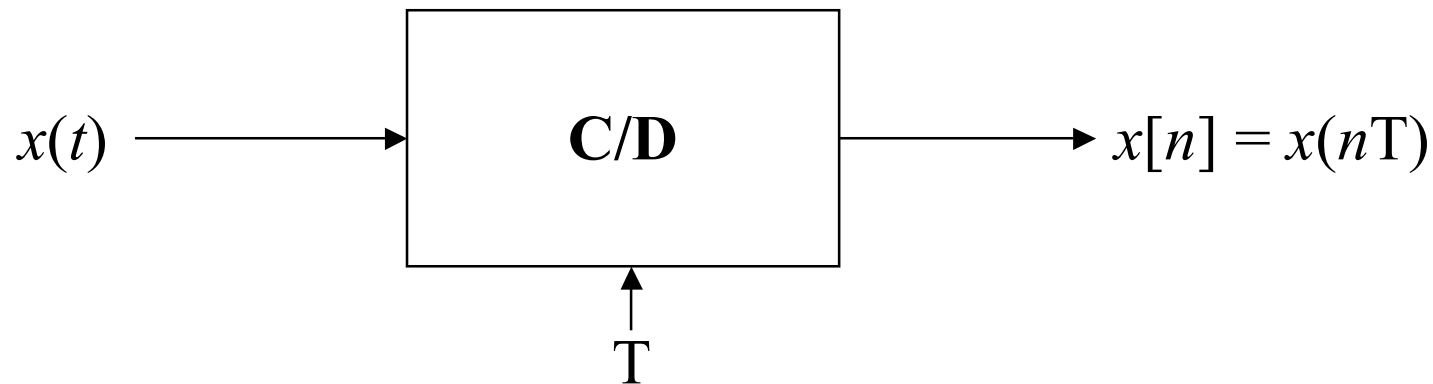 x(t)
C/D
x[n] = x(nT)
T